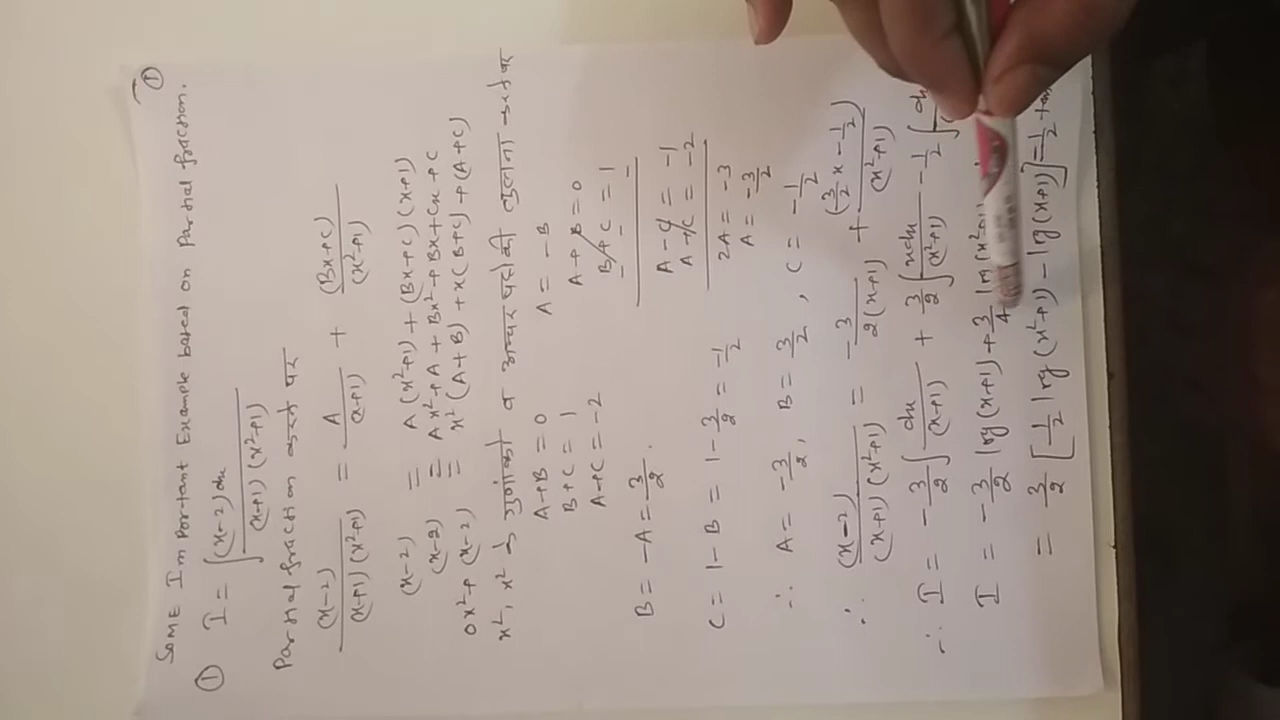 SOME Important Example based on Partial fraction. ①
① I = ∫ (x-2)dx / (x+1)(x²+1)
Partial fraction करने पर
(x-2) / (x+1)(x²+1) = A / (x+1) + (Bx+C) / (x²+1)
(x-2) = A(x²+1) + (Bx+C)(x+1)
(x-2) = Ax²+A + Bx²+Bx+Cx+C
0x²+(x-2) = x²(A+B) + x(B+C) + (A+C)
x², x² के गुणांको व अचर पदोकी तुलना करने पर
A+B = 0 A = -B
B+C = 1 A+B = 0
A+C = -2 B+C = 1
B = -A = 3/2. A-C = -1
A+C = -2
C = 1-B = 1-3/2 = -1/2 2A = -3
A = -3/2
∴ A = -3/2, B = 3/2, C = -1/2
∴ (x-2) / (x+1)(x²+1) = -3 / 2(x+1) + (3/2 x - 1/2) / (x²+1)
∴ I = -3/2 ∫ dx / (x+1) + 3/2 ∫ xdx / (x²+1) - 1/2 ∫ dx
I = -3/2 log(x+1) + 3/4 log(x²+1)
= 3/2 [1/2 log(x²+1) - log(x+1)] = 1/2 tan